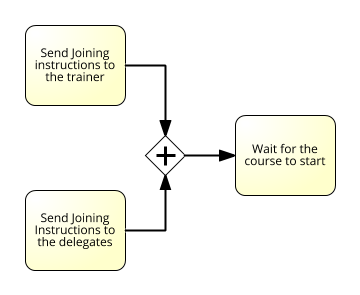 Send Joining
instructions to
the trainer
Wait for the
course to start
Send Joining
Instructions to
the delegates